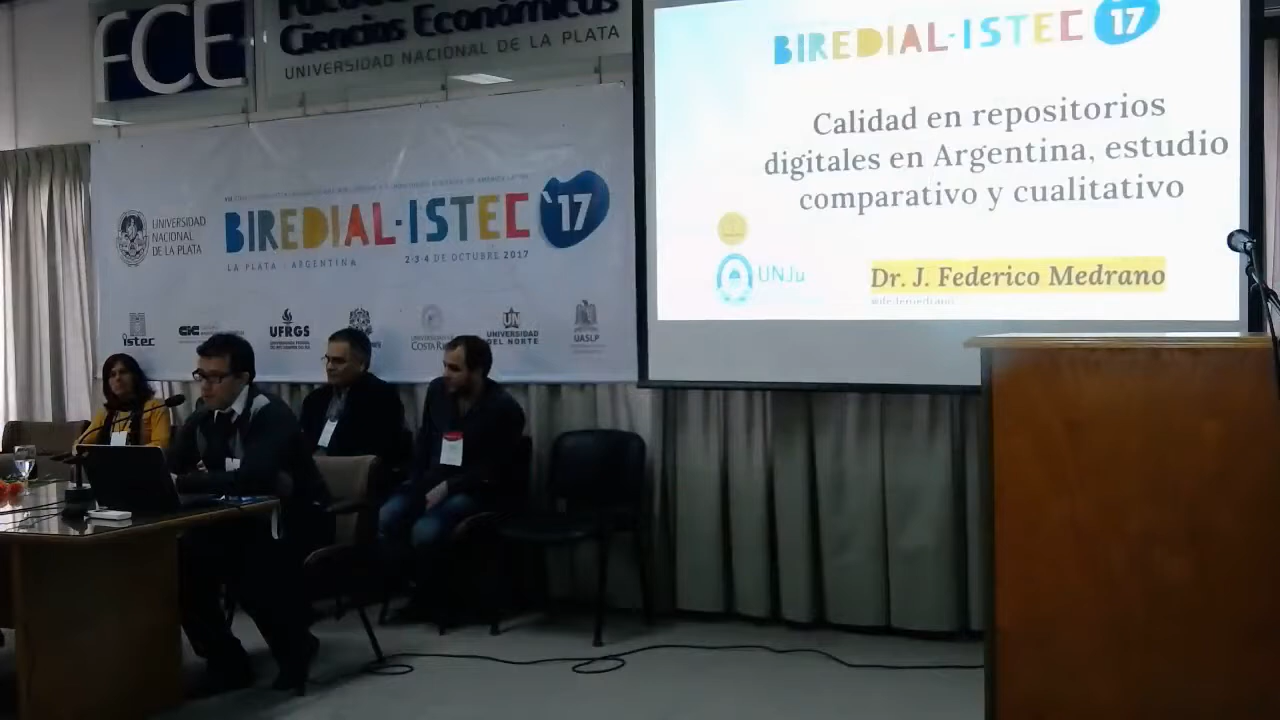 FCE
Ciencias Económicas
UNIVERSIDAD NACIONAL DE LA PLATA
UNIVERSIDAD
NACIONAL
DE LA PLATA
BIREDIAL-ISTEC '17
LA PLATA - ARGENTINA
2-3-4 DE OCTUBRE 2017
istec
UFRGS
COSTA
UNIVERSIDAD
DEL NORTE
UASLP
BIREDIAL-ISTEC 17
Calidad en repositorios
digitales en Argentina, estudio
comparativo y cualitativo
UNJu
Dr. J. Federico Medrano